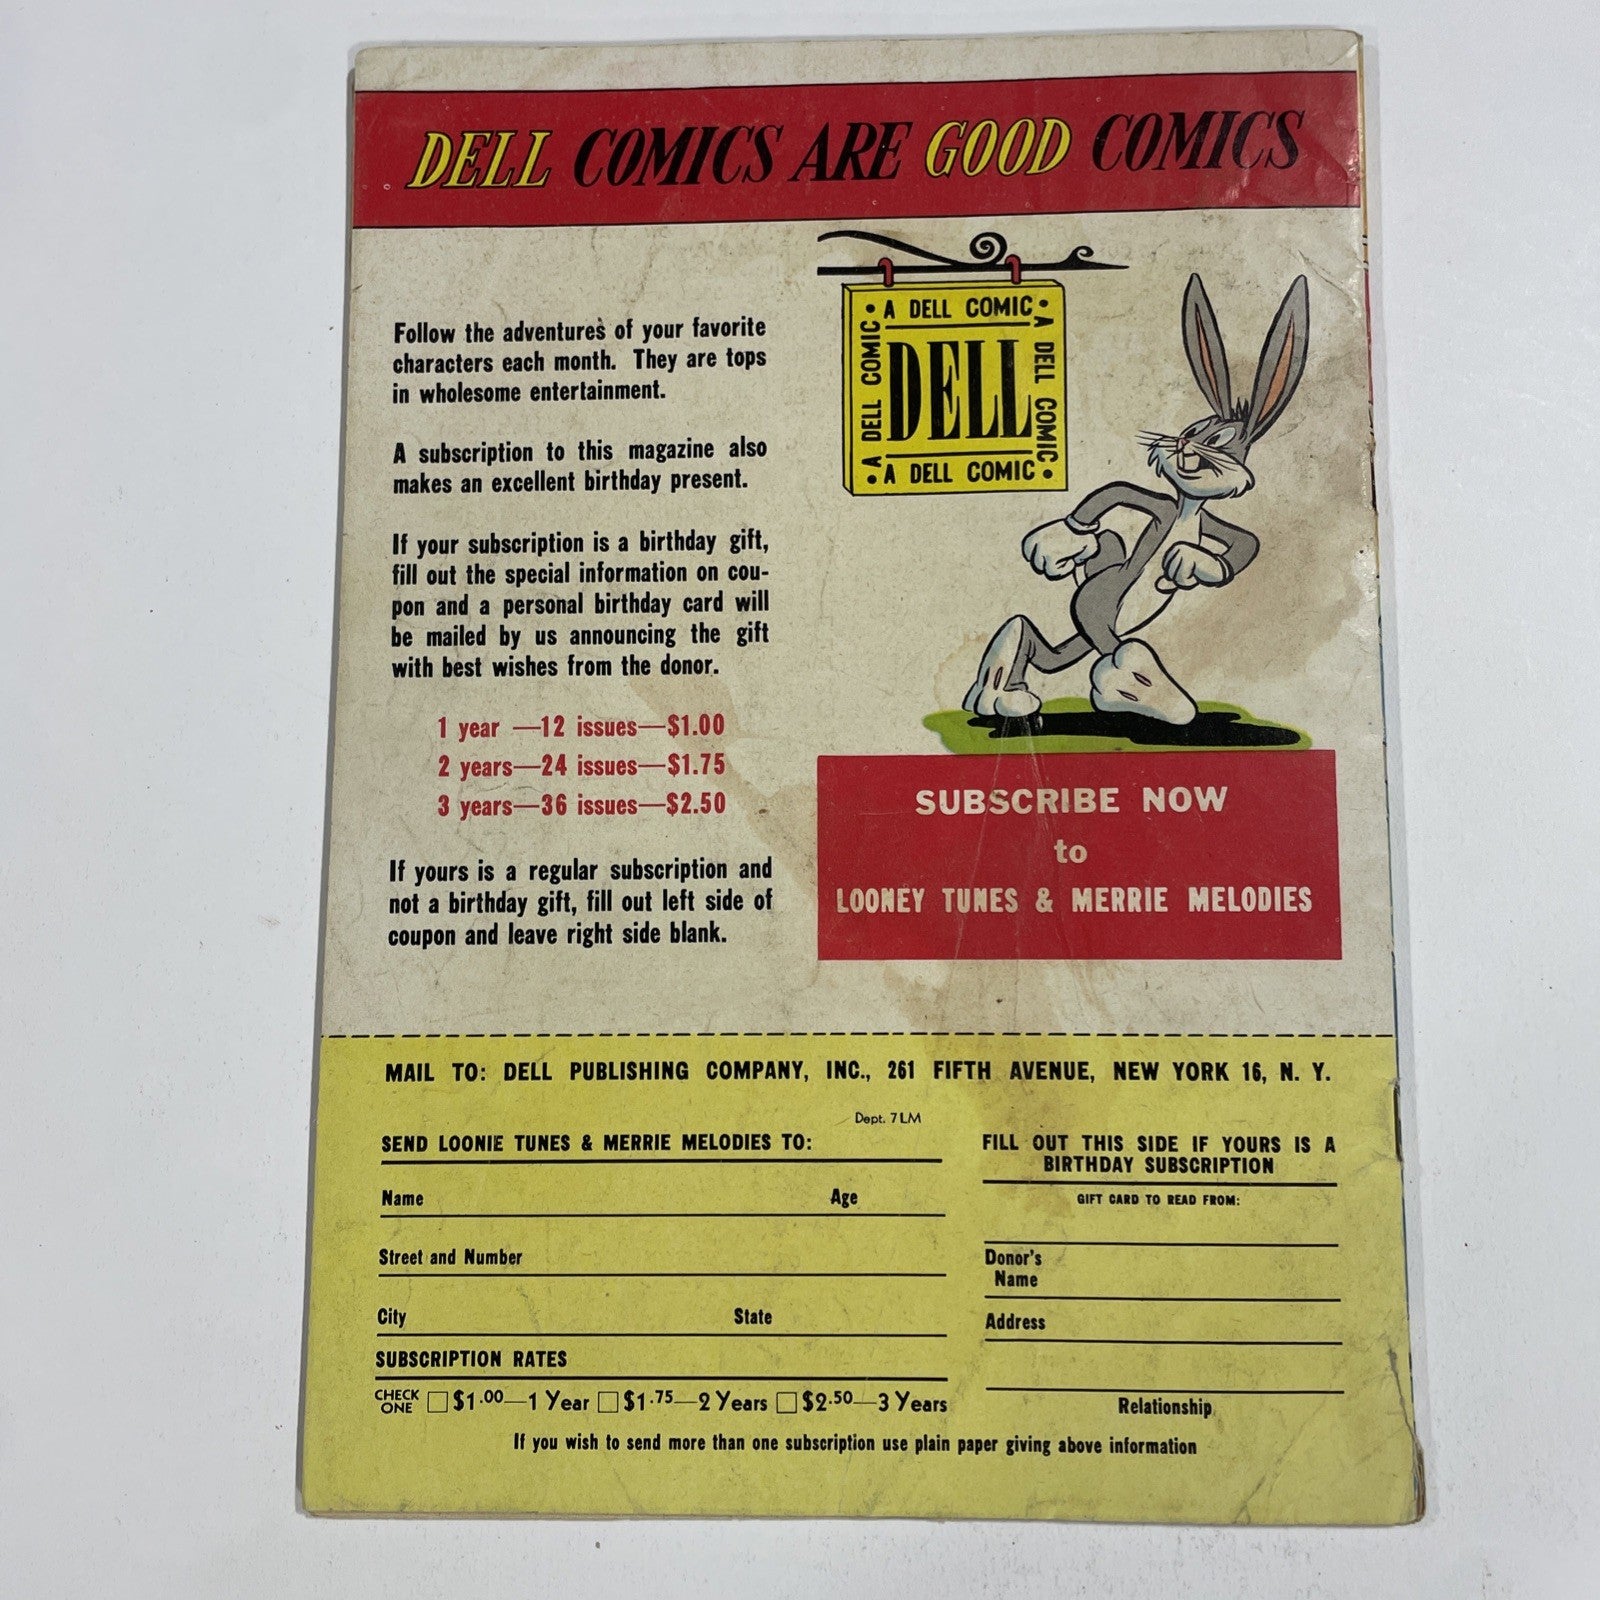 DELL COMICS ARE GOOD COMICS
Follow the adventures of your favorite
characters each month. They are tops
in wholesome entertainment.
A subscription to this magazine also
makes an excellent birthday present.
If your subscription is a birthday gift,
fill out the special information on cou-
pon and a personal birthday card will
be mailed by us announcing the gift
with best wishes from the donor.
1 year —12 issues—$1.00
2 years—24 issues—$1.75
3 years—36 issues—$2.50
If yours is a regular subscription and
not a birthday gift, fill out left side of
coupon and leave right side blank.
• A DELL COMIC •
A DELL COMIC
DELL
A DELL COMIC
• A DELL COMIC •
SUBSCRIBE NOW
to
LOONEY TUNES & MERRIE MELODIES
MAIL TO: DELL PUBLISHING COMPANY, INC., 261 FIFTH AVENUE, NEW YORK 16, N. Y.
Dept. 7 LM
SEND LOONIE TUNES & MERRIE MELODIES TO:
Name Age
Street and Number
City State
SUBSCRIPTION RATES
CHECK
ONE
$1.00—1 Year $1.75—2 Years $2.50—3 Years
FILL OUT THIS SIDE IF YOURS IS A
BIRTHDAY SUBSCRIPTION
GIFT CARD TO READ FROM:
Donor's
Name
Address
Relationship
If you wish to send more than one subscription use plain paper giving above information